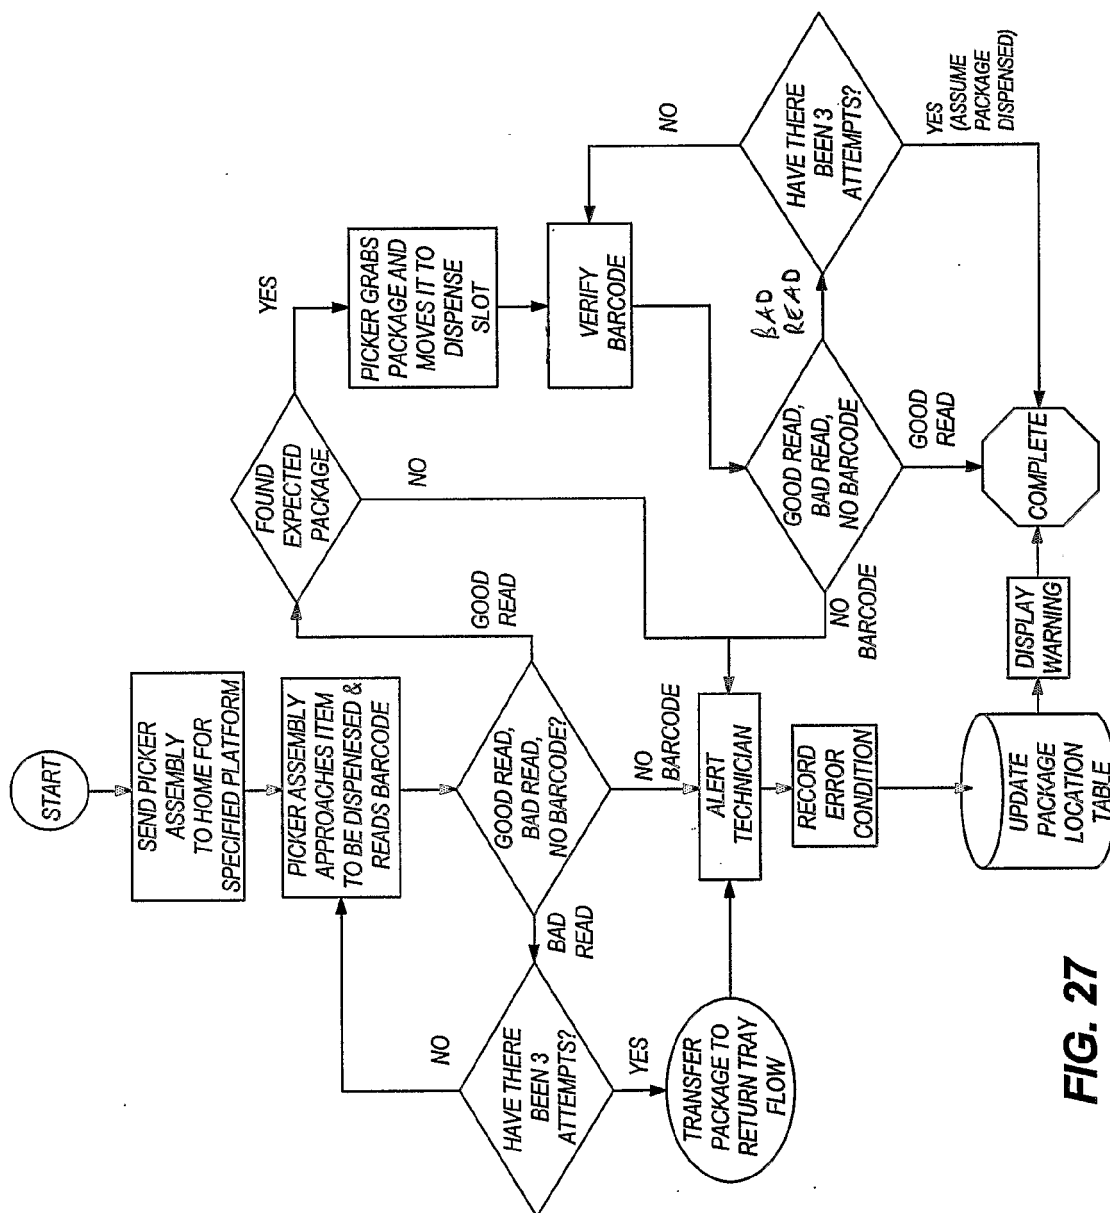 START
SEND PICKER
ASSEMBLY
TO HOME FOR
SPECIFIED PLATFORM
PICKER ASSEMBLY
APPROACHES ITEM
TO BE DISPENESED &
READS BARCODE
GOOD READ,
BAD READ,
NO BARCODE?
GOOD
READ
BAD
READ
NO BARCODE
HAVE THERE
BEEN 3
ATTEMPTS?
NO
YES
TRANSFER
PACKAGE TO
RETURN TRAY
FLOW
FOUND
EXPECTED
PACKAGE
YES
NO
PICKER GRABS
PACKAGE AND
MOVES IT TO
DISPENSE
SLOT
VERIFY
BARCODE
GOOD READ,
BAD READ,
NO BARCODE
BAD
READ
GOOD
READ
NO
BARCODE
HAVE THERE
BEEN 3
ATTEMPTS?
NO
YES
(ASSUME
PACKAGE
DISPENSED)
ALERT
TECHNICIAN
RECORD
ERROR
CONDITION
UPDATE
PACKAGE
LOCATION
TABLE
DISPLAY
WARNING
COMPLETE
FIG. 27